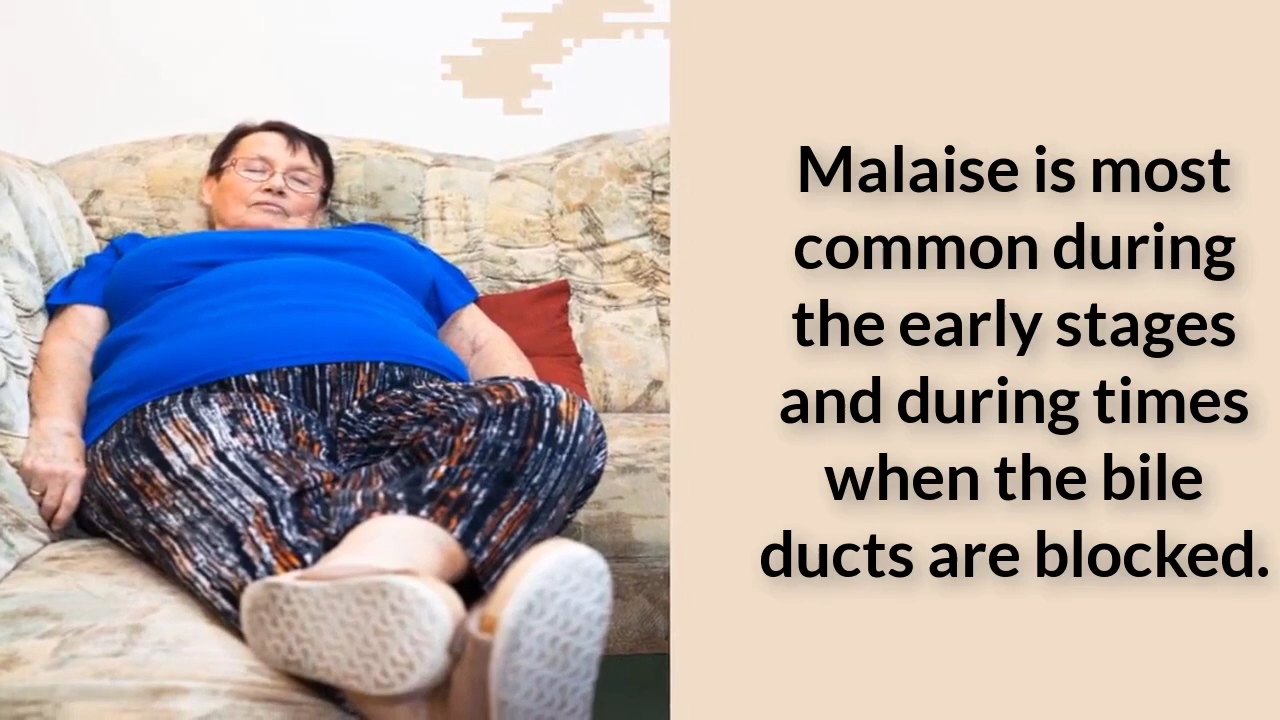 Malaise is most
common during
the early stages
and during times
when the bile
ducts are blocked.